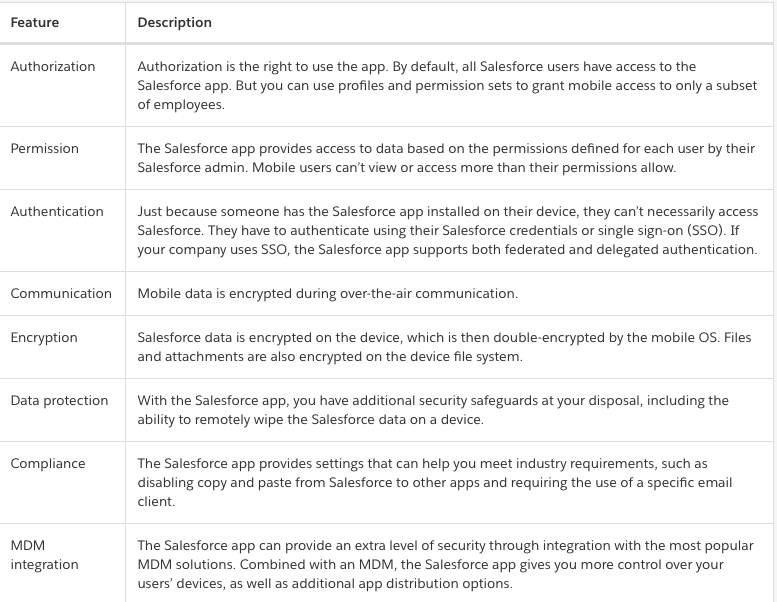 Feature Description
Authorization Authorization is the right to use the app. By default, all Salesforce users have access to the
Salesforce app. But you can use profiles and permission sets to grant mobile access to only a subset
of employees.
Permission The Salesforce app provides access to data based on the permissions defined for each user by their
Salesforce admin. Mobile users can't view or access more than their permissions allow.
Authentication Just because someone has the Salesforce app installed on their device, they can't necessarily access
Salesforce. They have to authenticate using their Salesforce credentials or single sign-on (SSO). If
your company uses SSO, the Salesforce app supports both federated and delegated authentication.
Communication Mobile data is encrypted during over-the-air communication.
Encryption Salesforce data is encrypted on the device, which is then double-encrypted by the mobile OS. Files
and attachments are also encrypted on the device file system.
Data protection With the Salesforce app, you have additional security safeguards at your disposal, including the
ability to remotely wipe the Salesforce data on a device.
Compliance The Salesforce app provides settings that can help you meet industry requirements, such as
disabling copy and paste from Salesforce to other apps and requiring the use of a specific email
client.
MDM The Salesforce app can provide an extra level of security through integration with the most popular
integration MDM solutions. Combined with an MDM, the Salesforce app gives you more control over your
users' devices, as well as additional app distribution options.